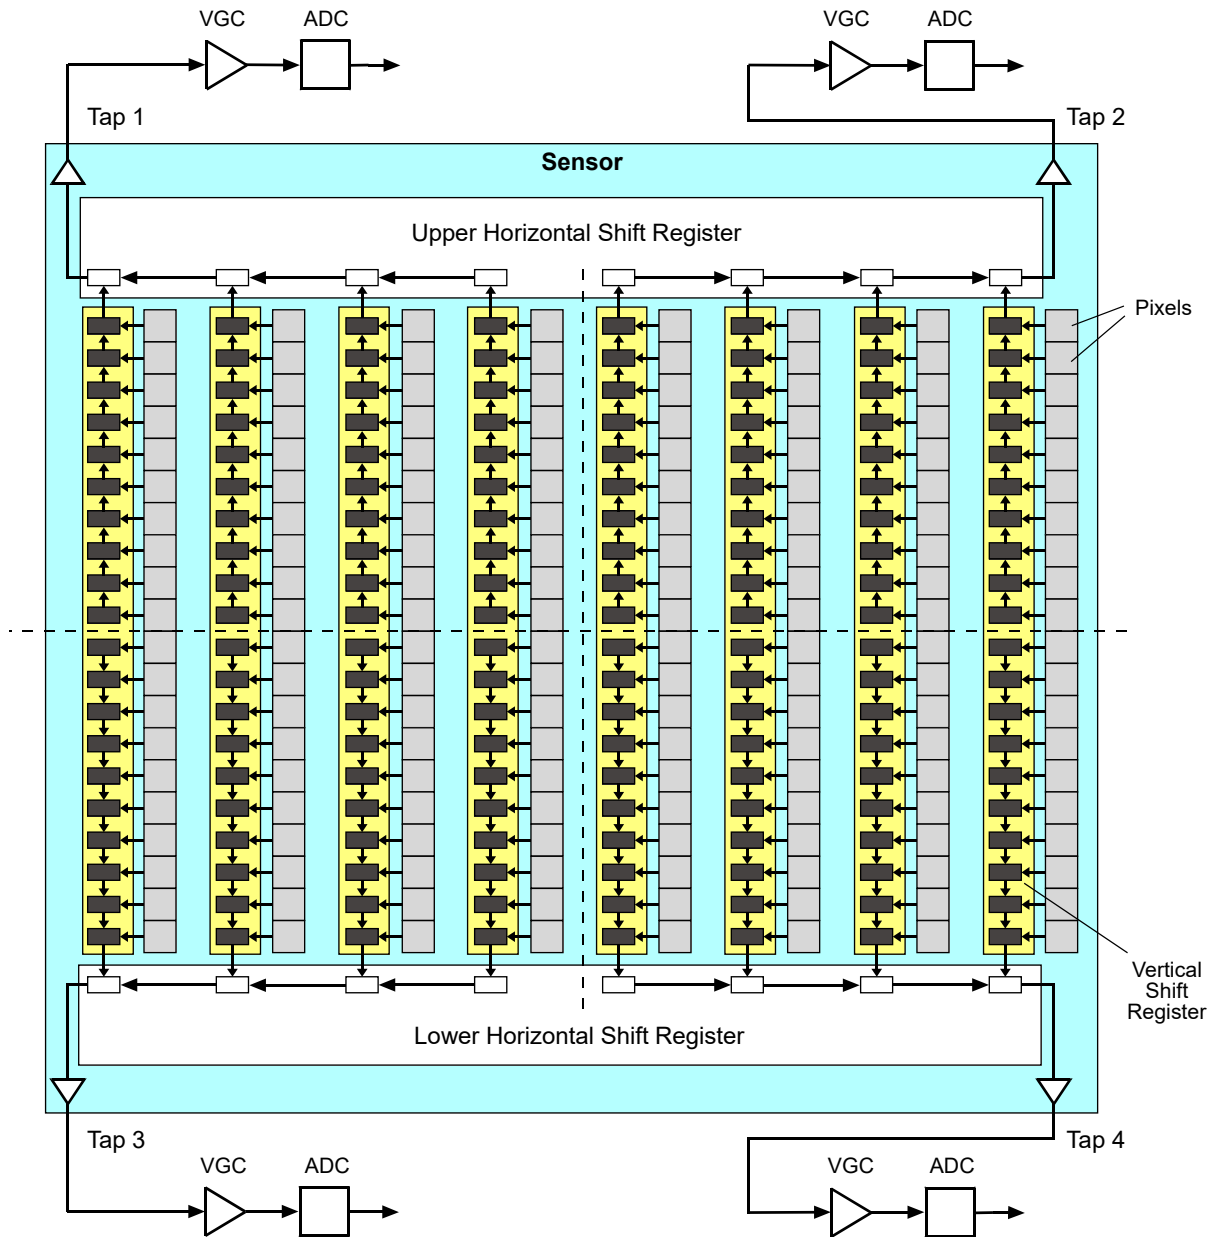 VGC ADC VGC ADC
Tap 1 Tap 2
Sensor
Upper Horizontal Shift Register
Pixels
Vertical
Shift
Register
Lower Horizontal Shift Register
Tap 3 Tap 4
VGC ADC VGC ADC